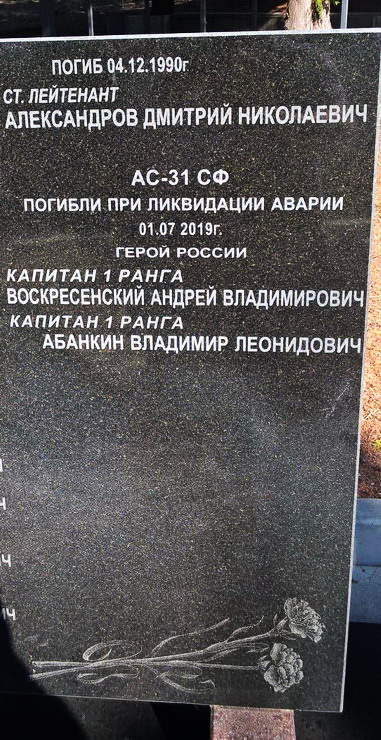 ПОГИБ 04.12.1990г
СТ. ЛЕЙТЕНАНТ
АЛЕКСАНДРОВ ДМИТРИЙ НИКОЛАЕВИЧ
АС-31 СФ
ПОГИБЛИ ПРИ ЛИКВИДАЦИИ АВАРИИ
01.07 2019г.
ГЕРОЙ РОССИИ
КАПИТАН 1 РАНГА
ВОСКРЕСЕНСКИЙ АНДРЕЙ ВЛАДИМИРОВИЧ
КАПИТАН 1 РАНГА
АБАНКИН ВЛАДИМИР ЛЕОНИДОВИЧ